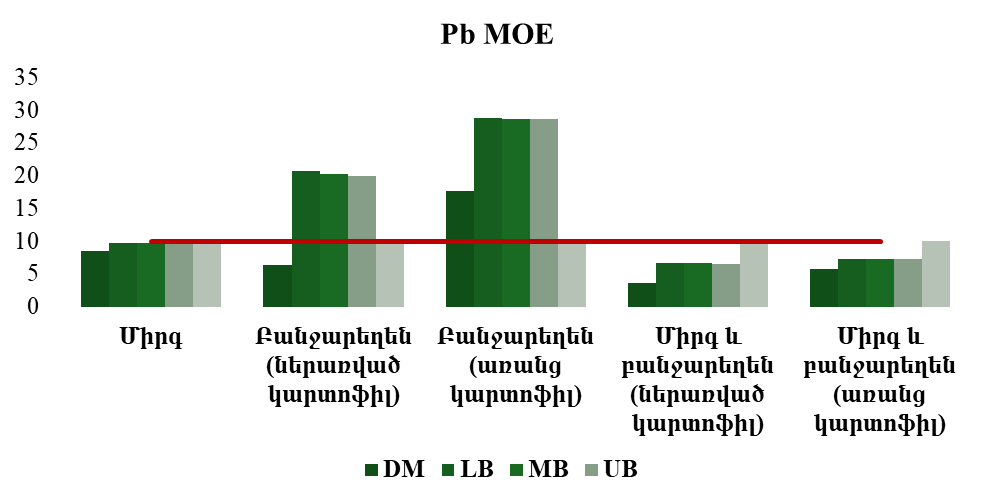 Pb MOE
35
30
25
20
15
10
5
0
Միրգ
Բանջարեղեն
(ներառված
կարտոֆիլ)
Բանջարեղեն
(առանց
կարտոֆիլ)
Միրգ և
բանջարեղեն
(ներառված
կարտոֆիլ)
Միրգ և
բանջարեղեն
(առանց
կարտոֆիլ)
DM LB MB UB